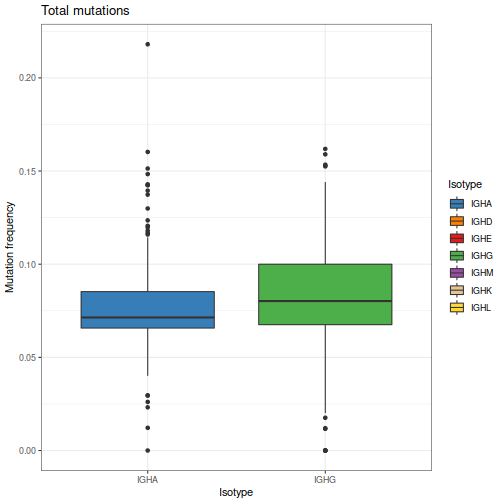 Total mutations
Mutation frequency
0.20
0.15
0.10
0.05
0.00
IGHA
IGHG
Isotype
Isotype
IGHA
IGHD
IGHE
IGHG
IGHM
IGHK
IGHL